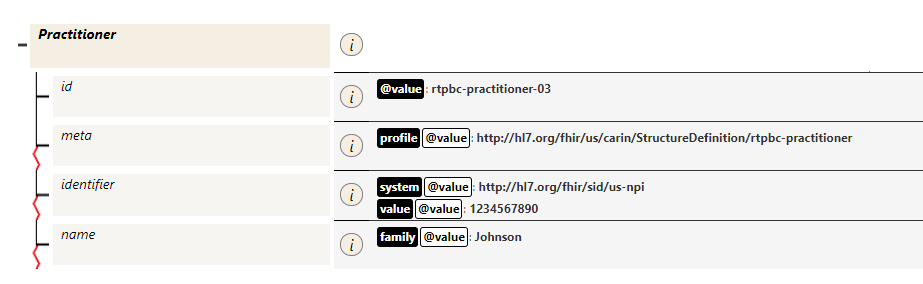 Practitioner i
id i @value : rtpbc-practitioner-03
meta i profile @value : http://hl7.org/fhir/us/carin/StructureDefinition/rtpbc-practitioner
identifier i system @value : http://hl7.org/fhir/sid/us-npi
value @value : 1234567890
name i family @value : Johnson